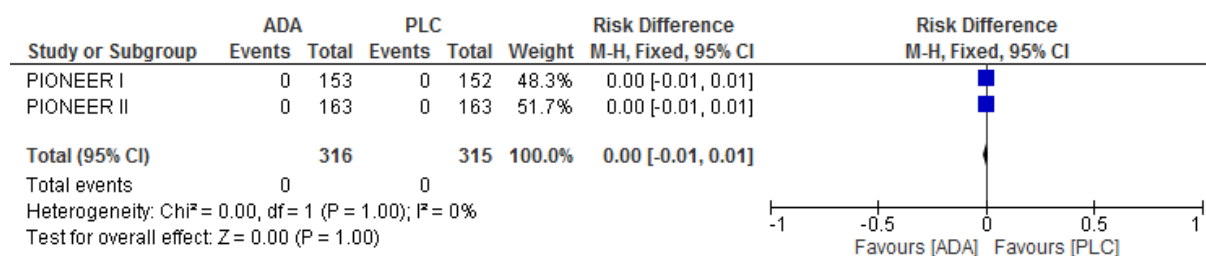 ADA PLC Risk Difference Risk Difference
Study or Subgroup Events Total Events Total Weight M-H, Fixed, 95% CI M-H, Fixed, 95% CI
PIONEER I 0 153 0 152 48.3% 0.00 [-0.01, 0.01]
PIONEER II 0 163 0 163 51.7% 0.00 [-0.01, 0.01]
Total (95% CI) 316 315 100.0% 0.00 [-0.01, 0.01]
Total events 0 0
Heterogeneity: Chi² = 0.00, df = 1 (P = 1.00); I² = 0%
Test for overall effect: Z = 0.00 (P = 1.00)
-1 -0.5 0 0.5 1
Favours [ADA] Favours [PLC]